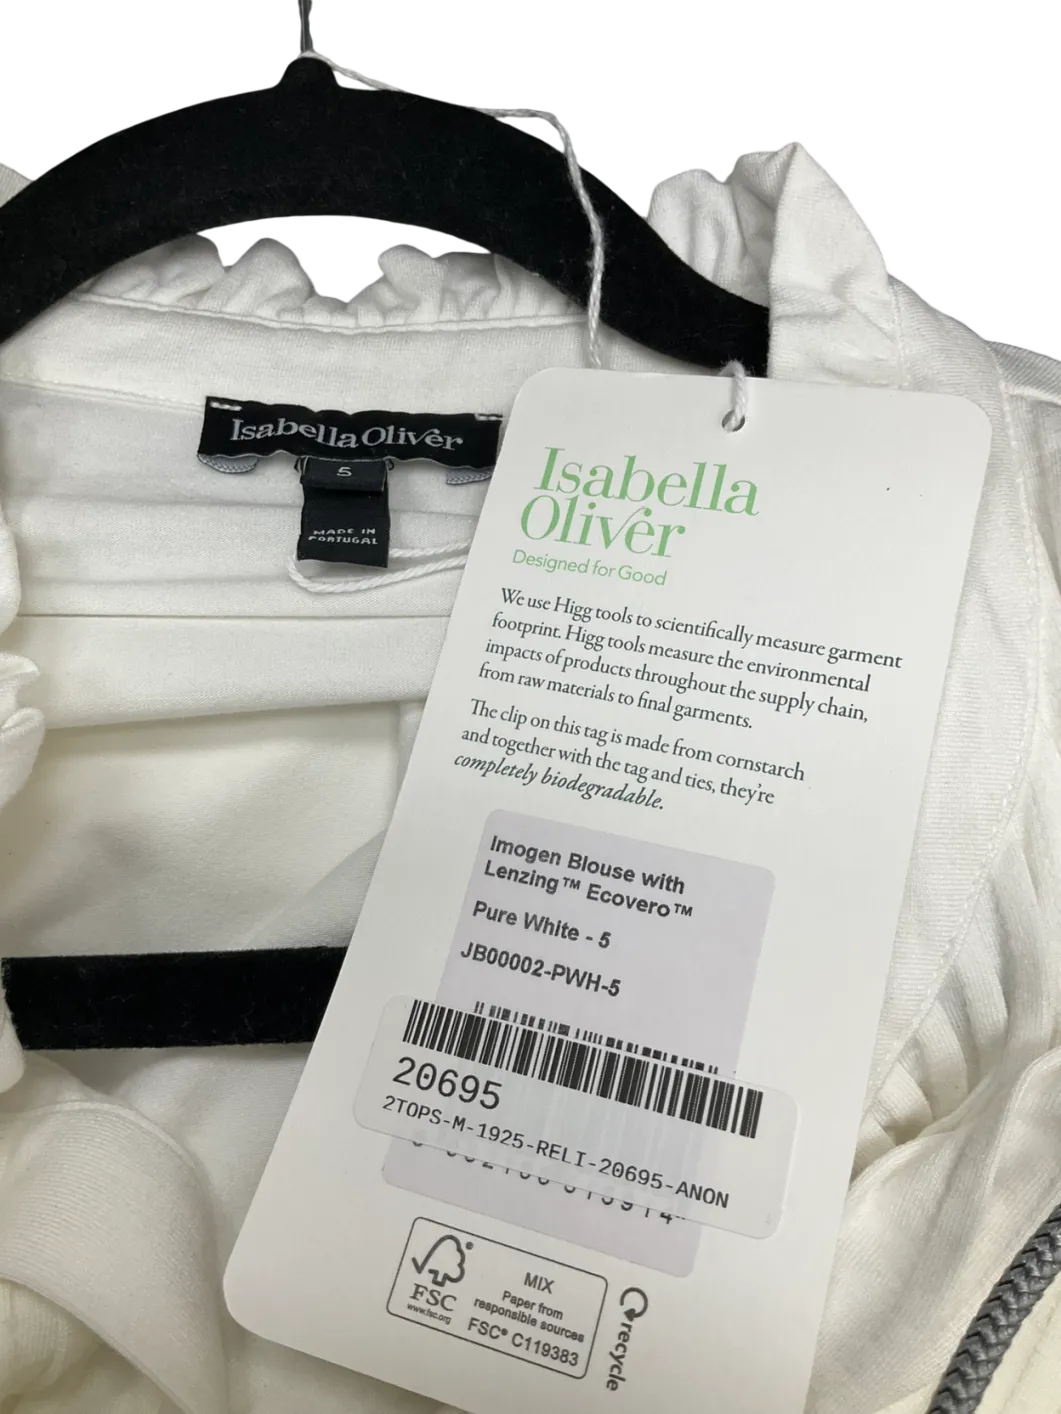 Isabella Oliver
5
MADE IN
PORTUGAL
Isabella
Oliver
Designed for Good
We use Higg tools to scientifically measure garment
footprint. Higg tools measure the environmental
impacts of products throughout the supply chain,
from raw materials to final garments.
The clip on this tag is made from cornstarch
and together with the tag and ties, they're
completely biodegradable.
Imogen Blouse with
Lenzing™ Ecovero™
Pure White - 5
JB00002-PWH-5
20695
2TOPS-M-1925-RELI-20695-ANON
FSC
www.fsc.org
MIX
Paper from
responsible sources
FSC® C119383
recycle